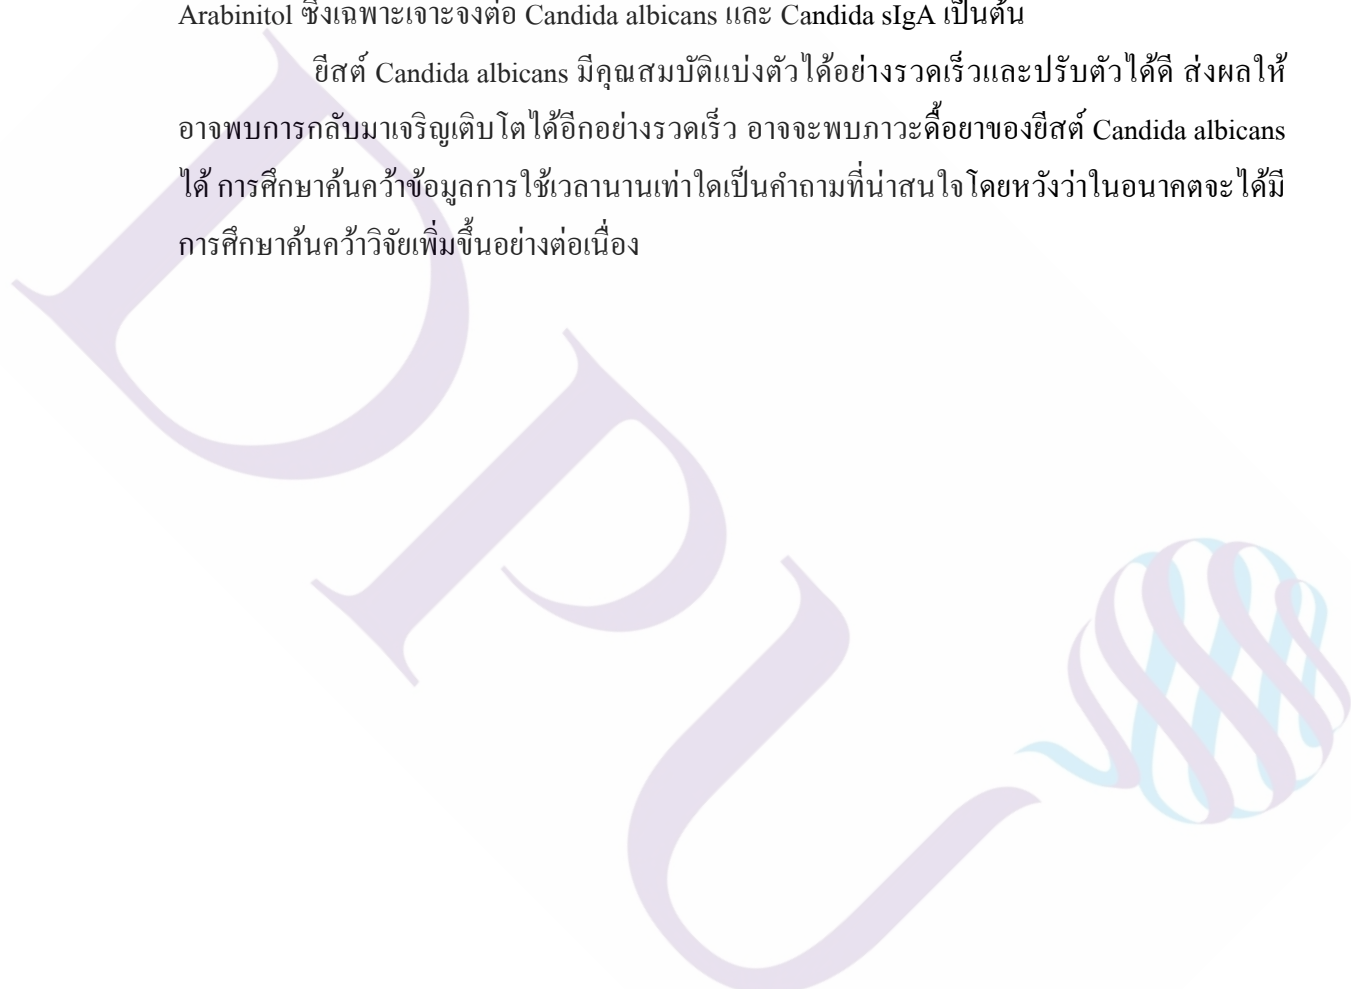 Arabinitol ซึ่งเฉพาะเจาะจงต่อ Candida albicans และ Candida sIgA เป็นต้น
ยีสต์ Candida albicans มีคุณสมบัติแบ่งตัวได้อย่างรวดเร็วและปรับตัวได้ดี ส่งผลให้
อาจพบการกลับมาเจริญเติบโตได้อีกอย่างรวดเร็ว อาจจะพบภาวะดื้อยาของยีสต์ Candida albicans
ได้ การศึกษาค้นคว้าข้อมูลการใช้เวลานานเท่าใดเป็นคำถามที่น่าสนใจโดยหวังว่าในอนาคตจะได้มี
การศึกษาค้นคว้าวิจัยเพิ่มขึ้นอย่างต่อเนื่อง
DPU